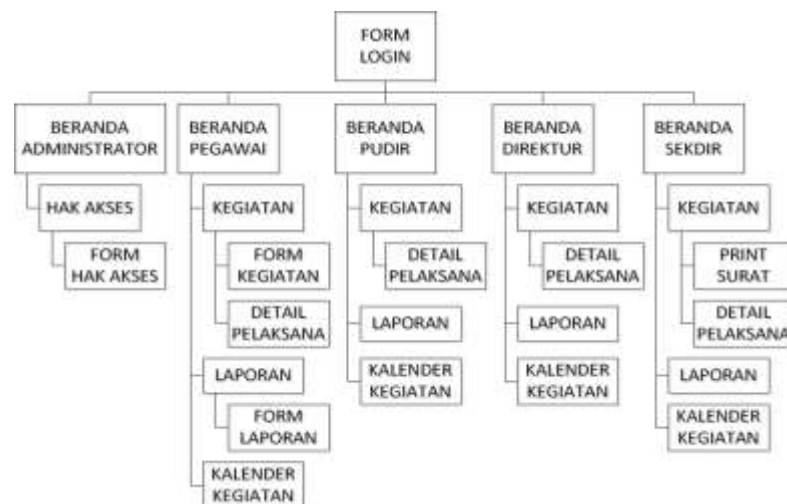 FORM
LOGIN
BERANDA
ADMINISTRATOR
HAK AKSES
FORM
HAK AKSES
BERANDA
PEGAWAI
KEGIATAN
FORM
KEGIATAN
DETAIL
PELAKSANA
LAPORAN
FORM
LAPORAN
KALENDER
KEGIATAN
BERANDA
PUDIR
KEGIATAN
DETAIL
PELAKSANA
LAPORAN
KALENDER
KEGIATAN
BERANDA
DIREKTUR
KEGIATAN
DETAIL
PELAKSANA
LAPORAN
KALENDER
KEGIATAN
BERANDA
SEKDIR
KEGIATAN
PRINT
SURAT
DETAIL
PELAKSANA
LAPORAN
KALENDER
KEGIATAN